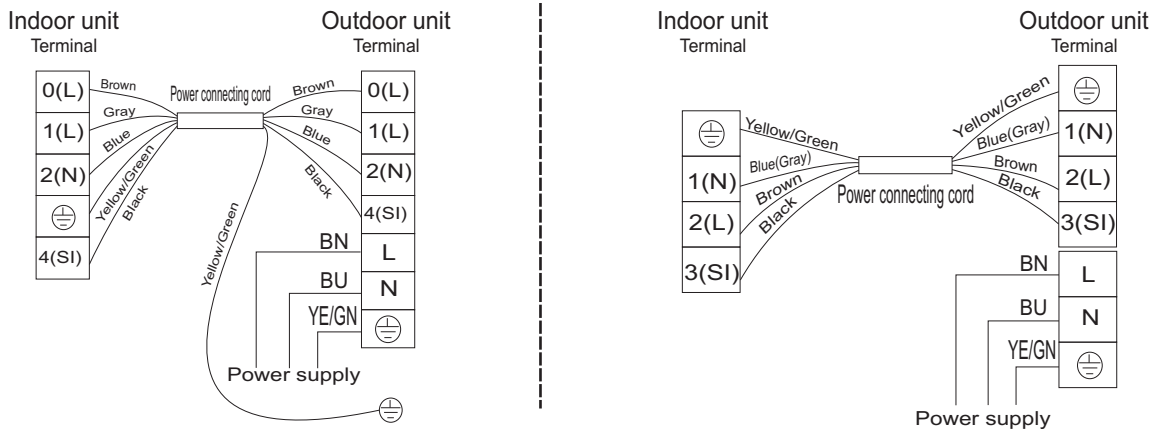 Indoor unit
Terminal
Outdoor unit
Terminal
0(L)
1(L)
2(N)
4(SI)
Brown
Gray
Blue
Yellow/Green
Black
Power connecting cord
Brown
Gray
Blue
Black
Yellow/Green
0(L)
1(L)
2(N)
4(SI)
L
N
BN
BU
YE/GN
Power supply
Indoor unit
Terminal
Outdoor unit
Terminal
1(N)
2(L)
3(SI)
Yellow/Green
Blue(Gray)
Brown
Black
Power connecting cord
Yellow/Green
Blue(Gray)
Brown
Black
1(N)
2(L)
3(SI)
L
N
BN
BU
YE/GN
Power supply